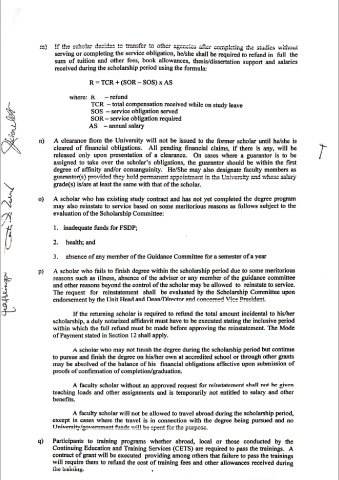 m) If the scholar decides to transfer to other agencies after completing the studies without
serving or completing the service obligation, he/she shall be required to refund in full the
sum of tuition and other fees, book allowances, thesis/dissertation support and salaries
received during the scholarship period using the formula:
R = TCR + (SOR – SOS) x AS
where: R – refund
TCR – total compensation received while on study leave
SOS – service obligation served
SOR – service obligation required
AS – annual salary
n) A clearance from the University will not be issued to the former scholar until he/she is
cleared of financial obligations. All pending financial claims, if there is any, will be
released only upon presentation of a clearance. On cases where a guarantor is to be
assigned to take over the scholar's obligations, the guarantor should be within the first
degree of affinity and/or consanguinity. He/She may also designate faculty members as
guarantor(s) provided they hold permanent appointment in the University and whose salary
grade(s) is/are at least the same with that of the scholar.
o) A scholar who has existing study contract and has not yet completed the degree program
may also reinstate to service based on some meritorious reasons as follows subject to the
evaluation of the Scholarship Committee:
1. inadequate funds for FSDP;
2. health; and
3. absence of any member of the Guidance Committee for a semester of a year
p) A scholar who fails to finish degree within the scholarship period due to some meritorious
reasons such as illness, absence of the adviser or any member of the guidance committee
and other reasons beyond the control of the scholar may be allowed to reinstate to service.
The request for reinstatement shall be evaluated by the Scholarship Committee upon
endorsement by the Unit Head and Dean/Director and concerned Vice President.
If the returning scholar is required to refund the total amount incidental to his/her
scholarship, a duly notarized affidavit must have to be executed stating the inclusive period
within which the full refund must be made before approving the reinstatement. The Mode
of Payment stated in Section 12 shall apply.
A scholar who may not finish the degree during the scholarship period but continue
to pursue and finish the degree on his/her own at accredited school or through other grants
may be absolved of the balance of his financial obligations effective upon submission of
proofs of confirmation of completion/graduation.
A faculty scholar without an approved request for reinstatement shall not be given
teaching loads and other assignments and is temporarily not entitled to salary and other
benefits.
A faculty scholar will not be allowed to travel abroad during the scholarship period,
except in cases where the travel is in connection with the degree being pursued and no
University/government funds will be spent for the purpose.
q) Participants to training programs whether abroad, local or those conducted by the
Continuing Education and Training Services (CETS) are required to pass the trainings. A
contract of grant will be executed providing among others that failure to pass the trainings
will require them to refund the cost of training fees and other allowances received during
the training.